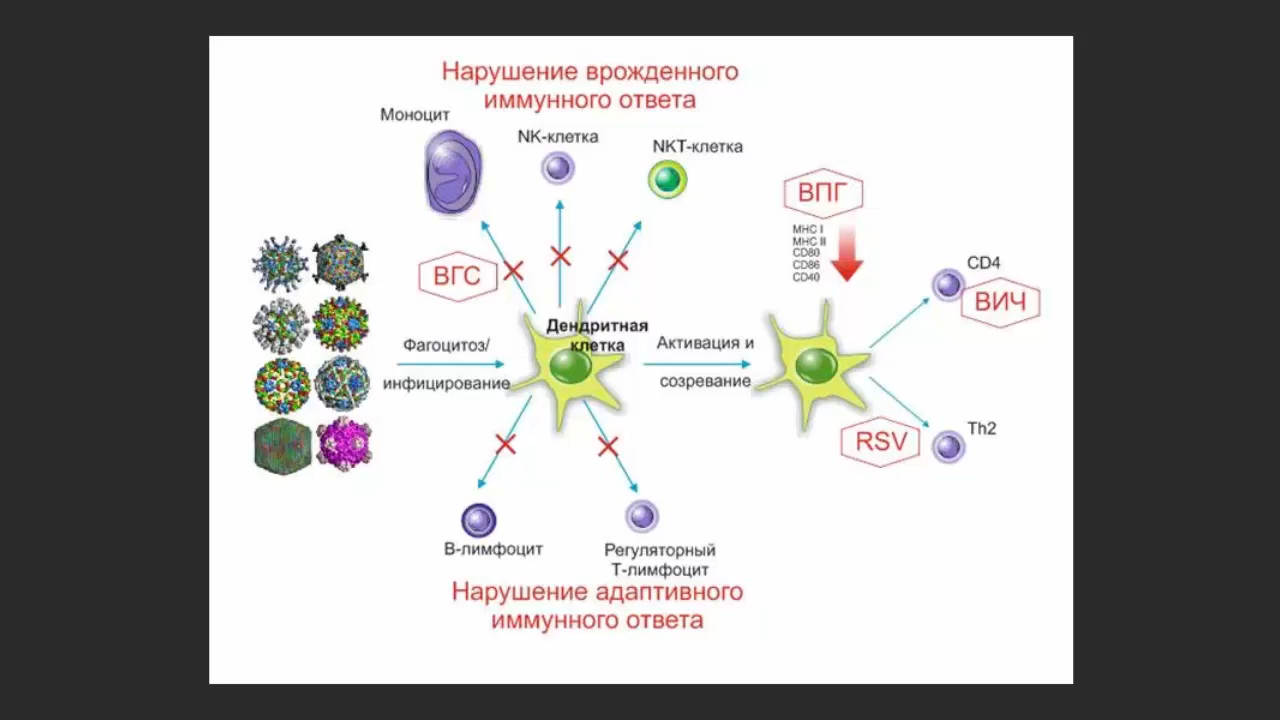 Нарушение врожденного
иммунного ответа
Моноцит
NK-клетка
NKT-клетка
ВПГ
MHC I
MHC II
CD80
CD86
CD40
ВГС
CD4
ВИЧ
Дендритная
клетка
Фагоцитоз/
инфицирование
Активация и
созревание
RSV
Th2
В-лимфоцит
Регуляторный
Т-лимфоцит
Нарушение адаптивного
иммунного ответа